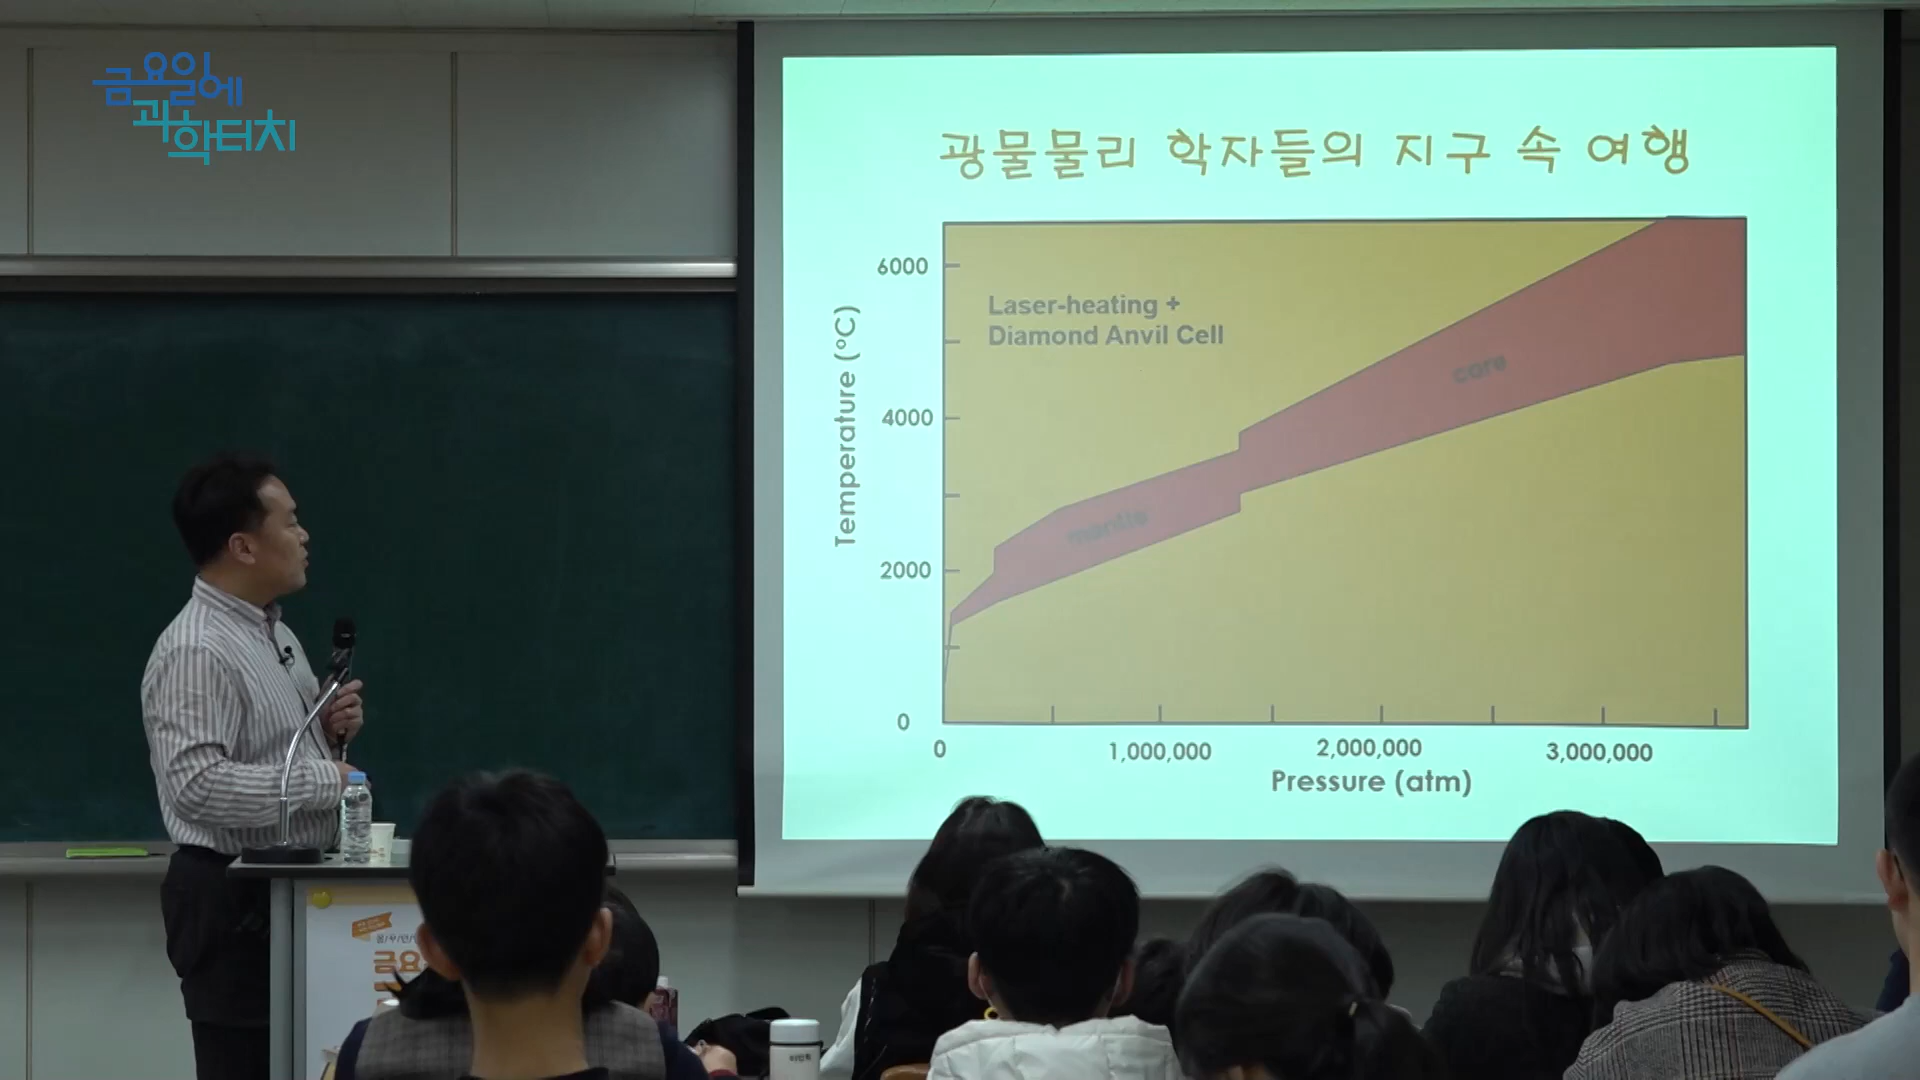 금요일에
과학터치
광물물리 학자들의 지구 속 여행
Laser-heating +
Diamond Anvil Cell
core
mantle
Temperature (°C)
6000
4000
2000
0
0
1,000,000
2,000,000
3,000,000
Pressure (atm)
금요